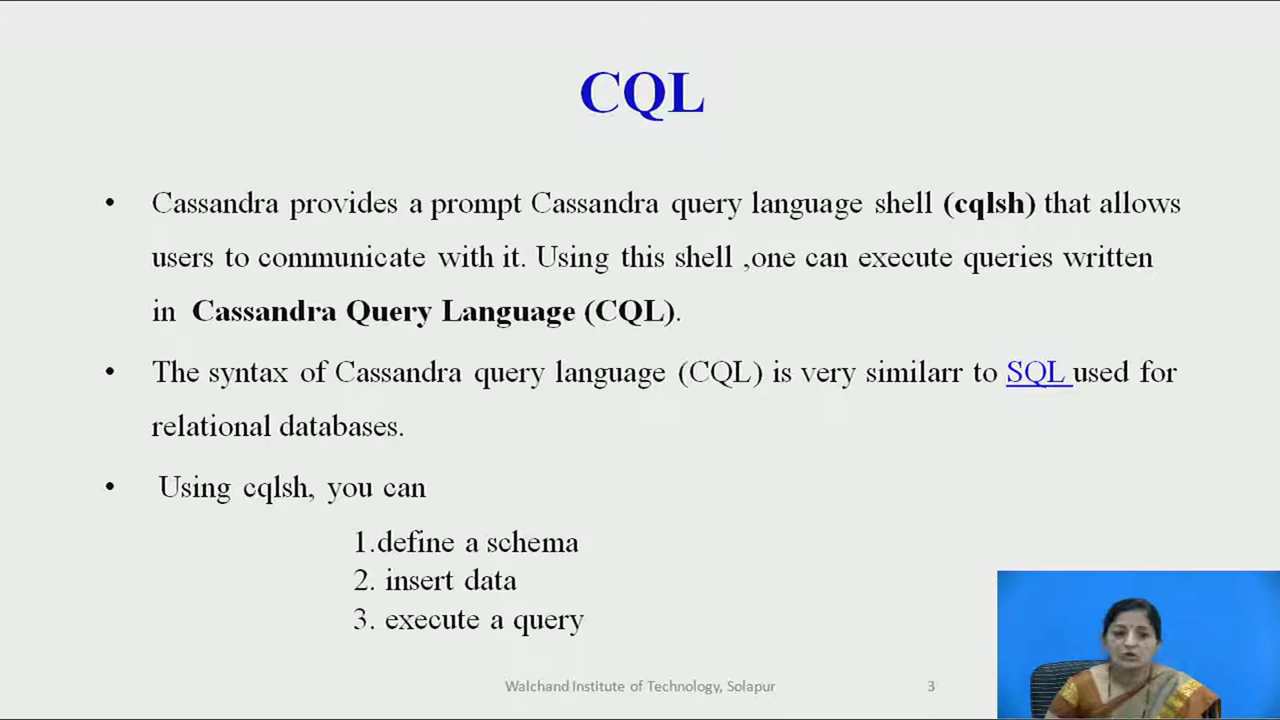 CQL
• Cassandra provides a prompt Cassandra query language shell (cqlsh) that allows
users to communicate with it. Using this shell ,one can execute queries written
in Cassandra Query Language (CQL).
• The syntax of Cassandra query language (CQL) is very similarr to SQL used for
relational databases.
• Using cqlsh, you can
1.define a schema
2. insert data
3. execute a query
Walchand Institute of Technology, Solapur 3